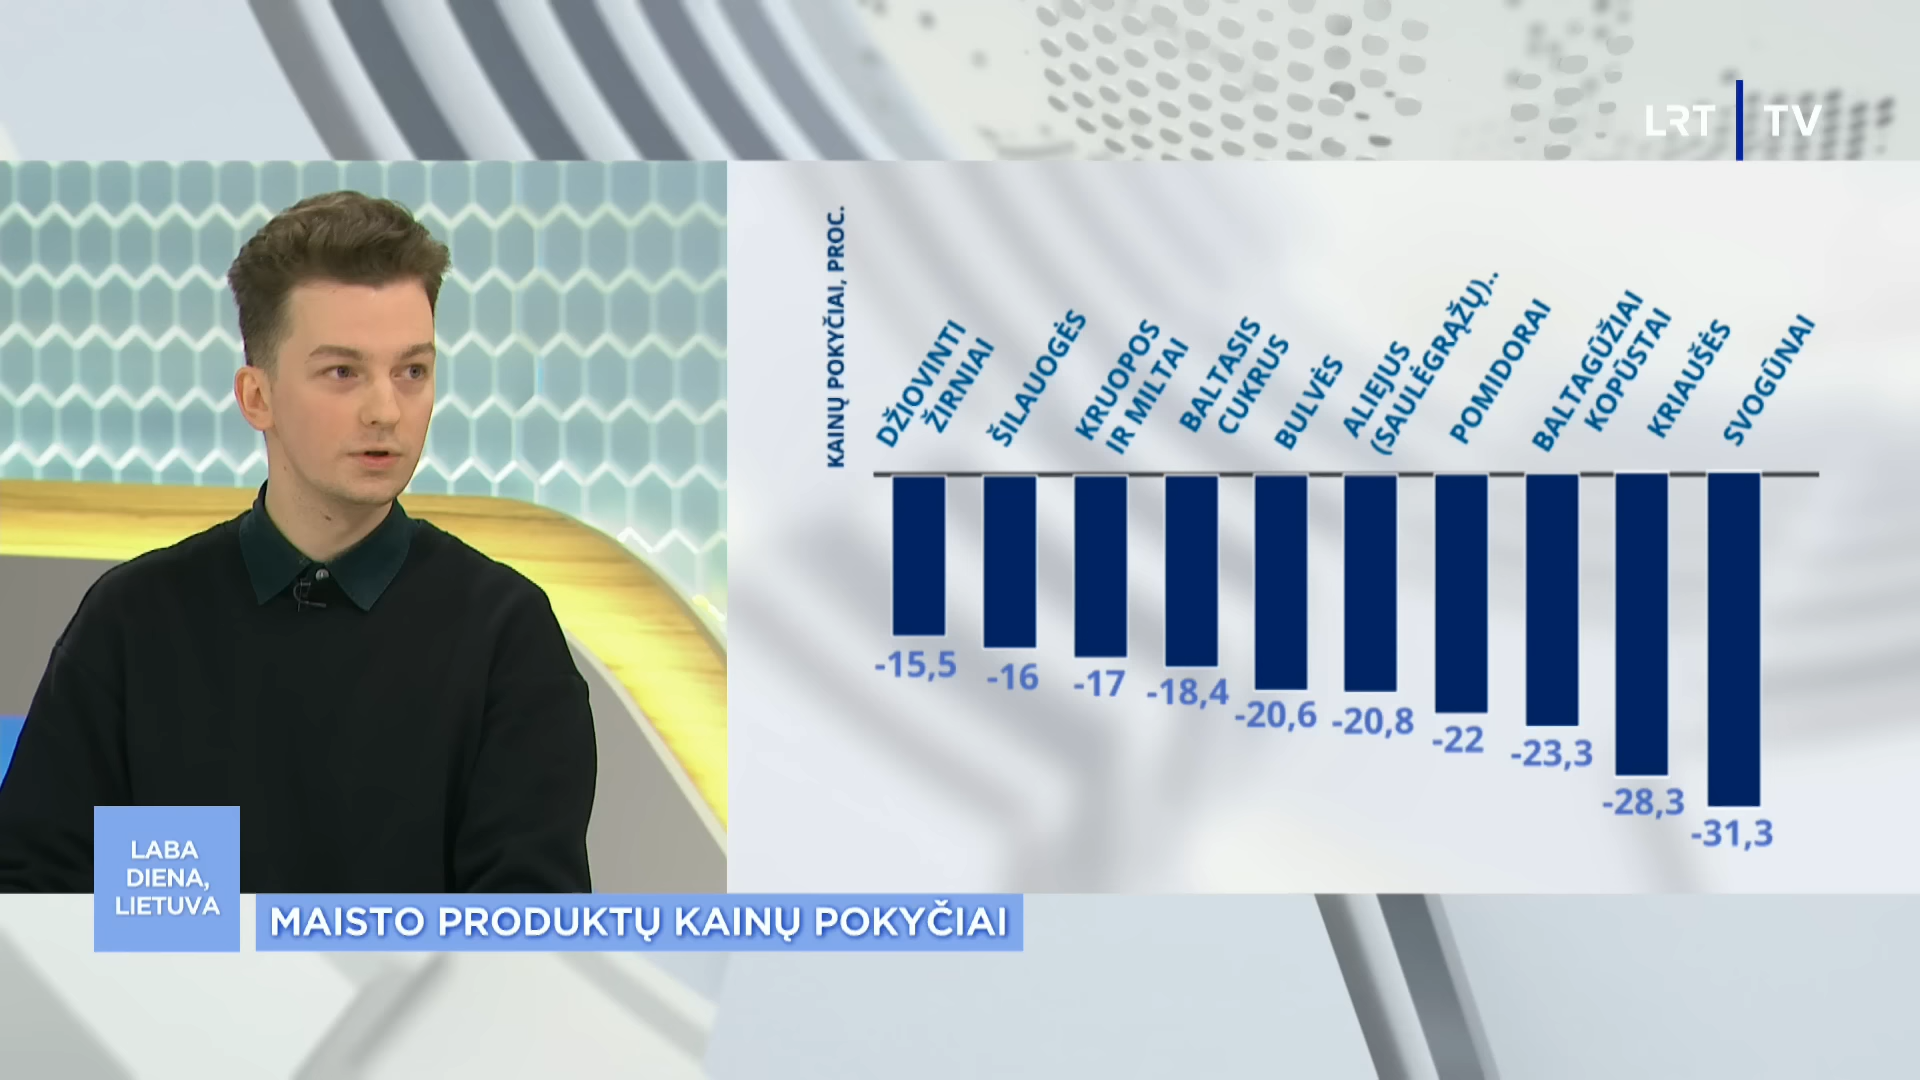 LRT TV
KAINŲ POKYČIAI, PROC.
DŽIOVINTI
ŽIRNIAI
ŠILAUOGĖS
KRUOPOS
IR MILTAI
BALTASIS
CUKRUS
BULVĖS
ALIEJUS
(SAULĖGRĄŽŲ)..
POMIDORAI
BALTAGŪŽIAI
KOPŪSTAI
KRIAUŠĖS
SVOGŪNAI
-15,5
-16
-17
-18,4
-20,6
-20,8
-22
-23,3
-28,3
-31,3
LABA
DIENA,
LIETUVA
MAISTO PRODUKTŲ KAINŲ POKYČIAI